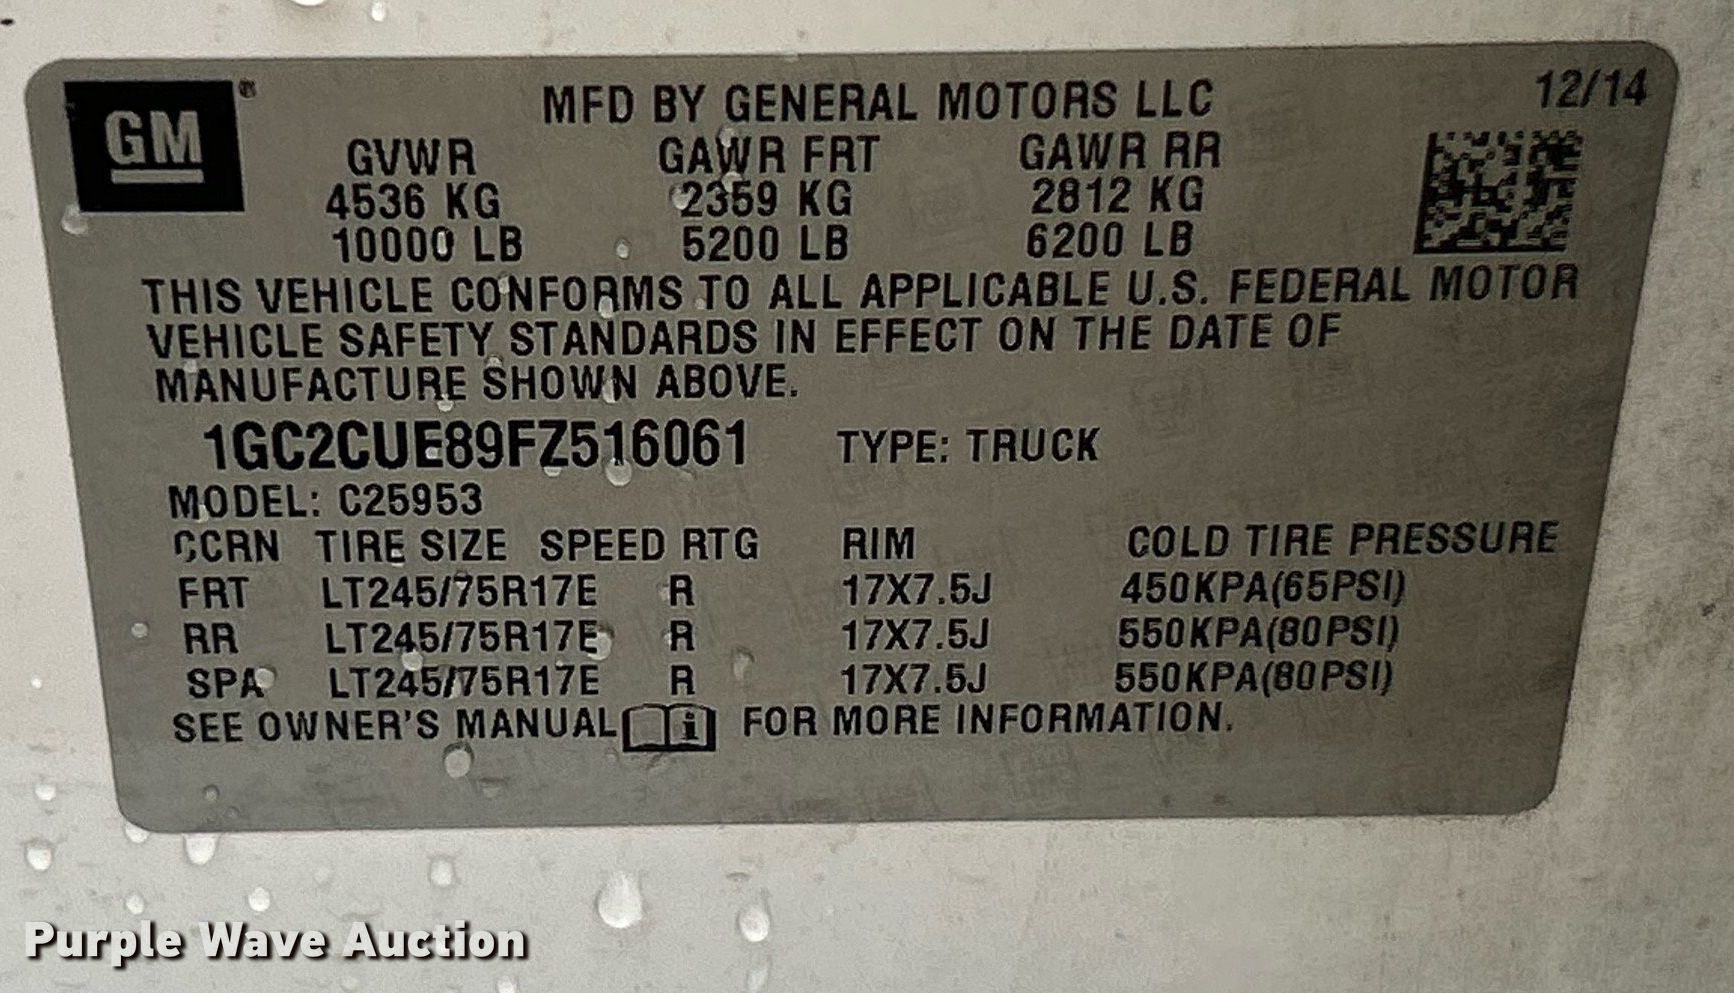 GM ®
MFD BY GENERAL MOTORS LLC 12/14
GVWR GAWR FRT GAWR RR
4536 KG 2359 KG 2812 KG
10000 LB 5200 LB 6200 LB
THIS VEHICLE CONFORMS TO ALL APPLICABLE U.S. FEDERAL MOTOR
VEHICLE SAFETY STANDARDS IN EFFECT ON THE DATE OF
MANUFACTURE SHOWN ABOVE.
1GC2CUE89FZ516061 TYPE: TRUCK
MODEL: C25953
CCRN TIRE SIZE SPEED RTG RIM COLD TIRE PRESSURE
FRT LT245/75R17E R 17X7.5J 450KPA(65PSI)
RR LT245/75R17E R 17X7.5J 550KPA(80PSI)
SPA LT245/75R17E R 17X7.5J 550KPA(80PSI)
SEE OWNER'S MANUAL i FOR MORE INFORMATION.
Purple Wave Auction